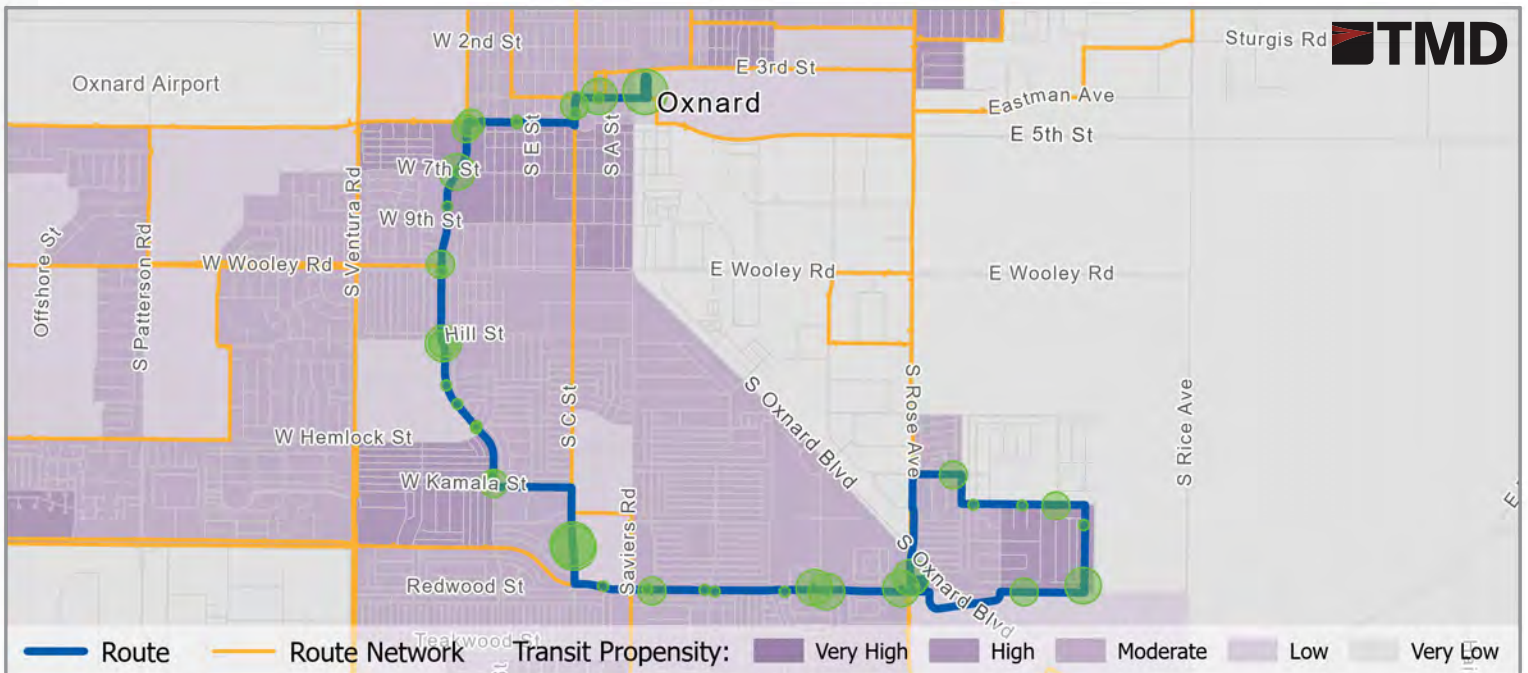 W 2nd St
Sturgis Rd
TMD
E 3rd St
Oxnard Airport
Oxnard
Eastman Ave
E 5th St
S E St
S A St
W 7th St
S Ventura Rd
W 9th St
Offshore St
S Patterson Rd
W Wooley Rd
E Wooley Rd
E Wooley Rd
Hill St
S Oxnard Blvd
S Rose Ave
S Rice Ave
S C St
W Hemlock St
W Kamala St
Saviers Rd
S Oxnard Blvd
Redwood St
Teakwood St
Route
Route Network
Transit Propensity:
Very High
High
Moderate
Low
Very Low